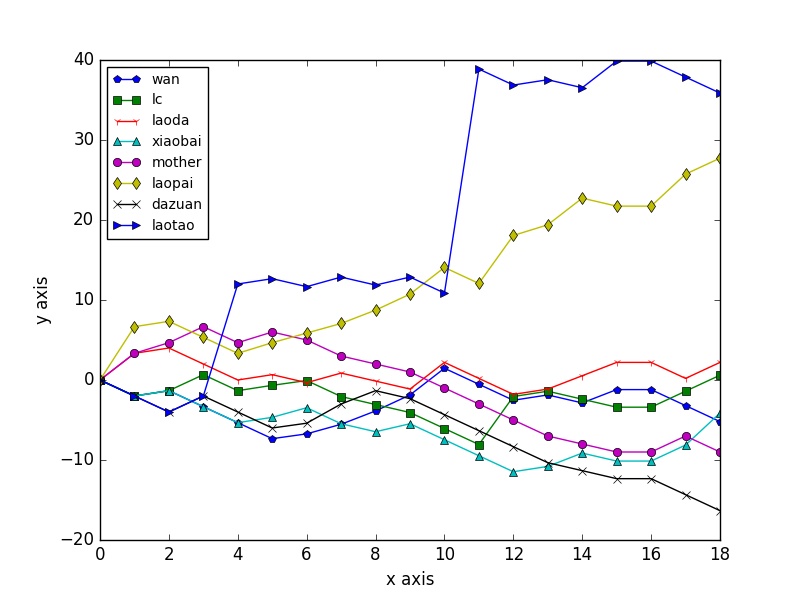 40
30
20
10
0
−10
−20
y axis
wan
lc
laoda
xiaobai
mother
laopai
dazuan
laotao
0 2 4 6 8 10 12 14 16 18
x axis